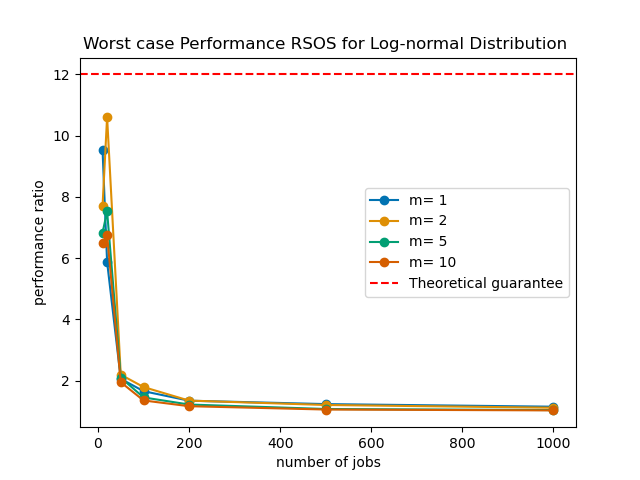 Worst case Performance RSOS for Log-normal Distribution
performance ratio
12
10
8
6
4
2
m= 1
m= 2
m= 5
m= 10
Theoretical guarantee
0
200
400
600
800
1000
number of jobs